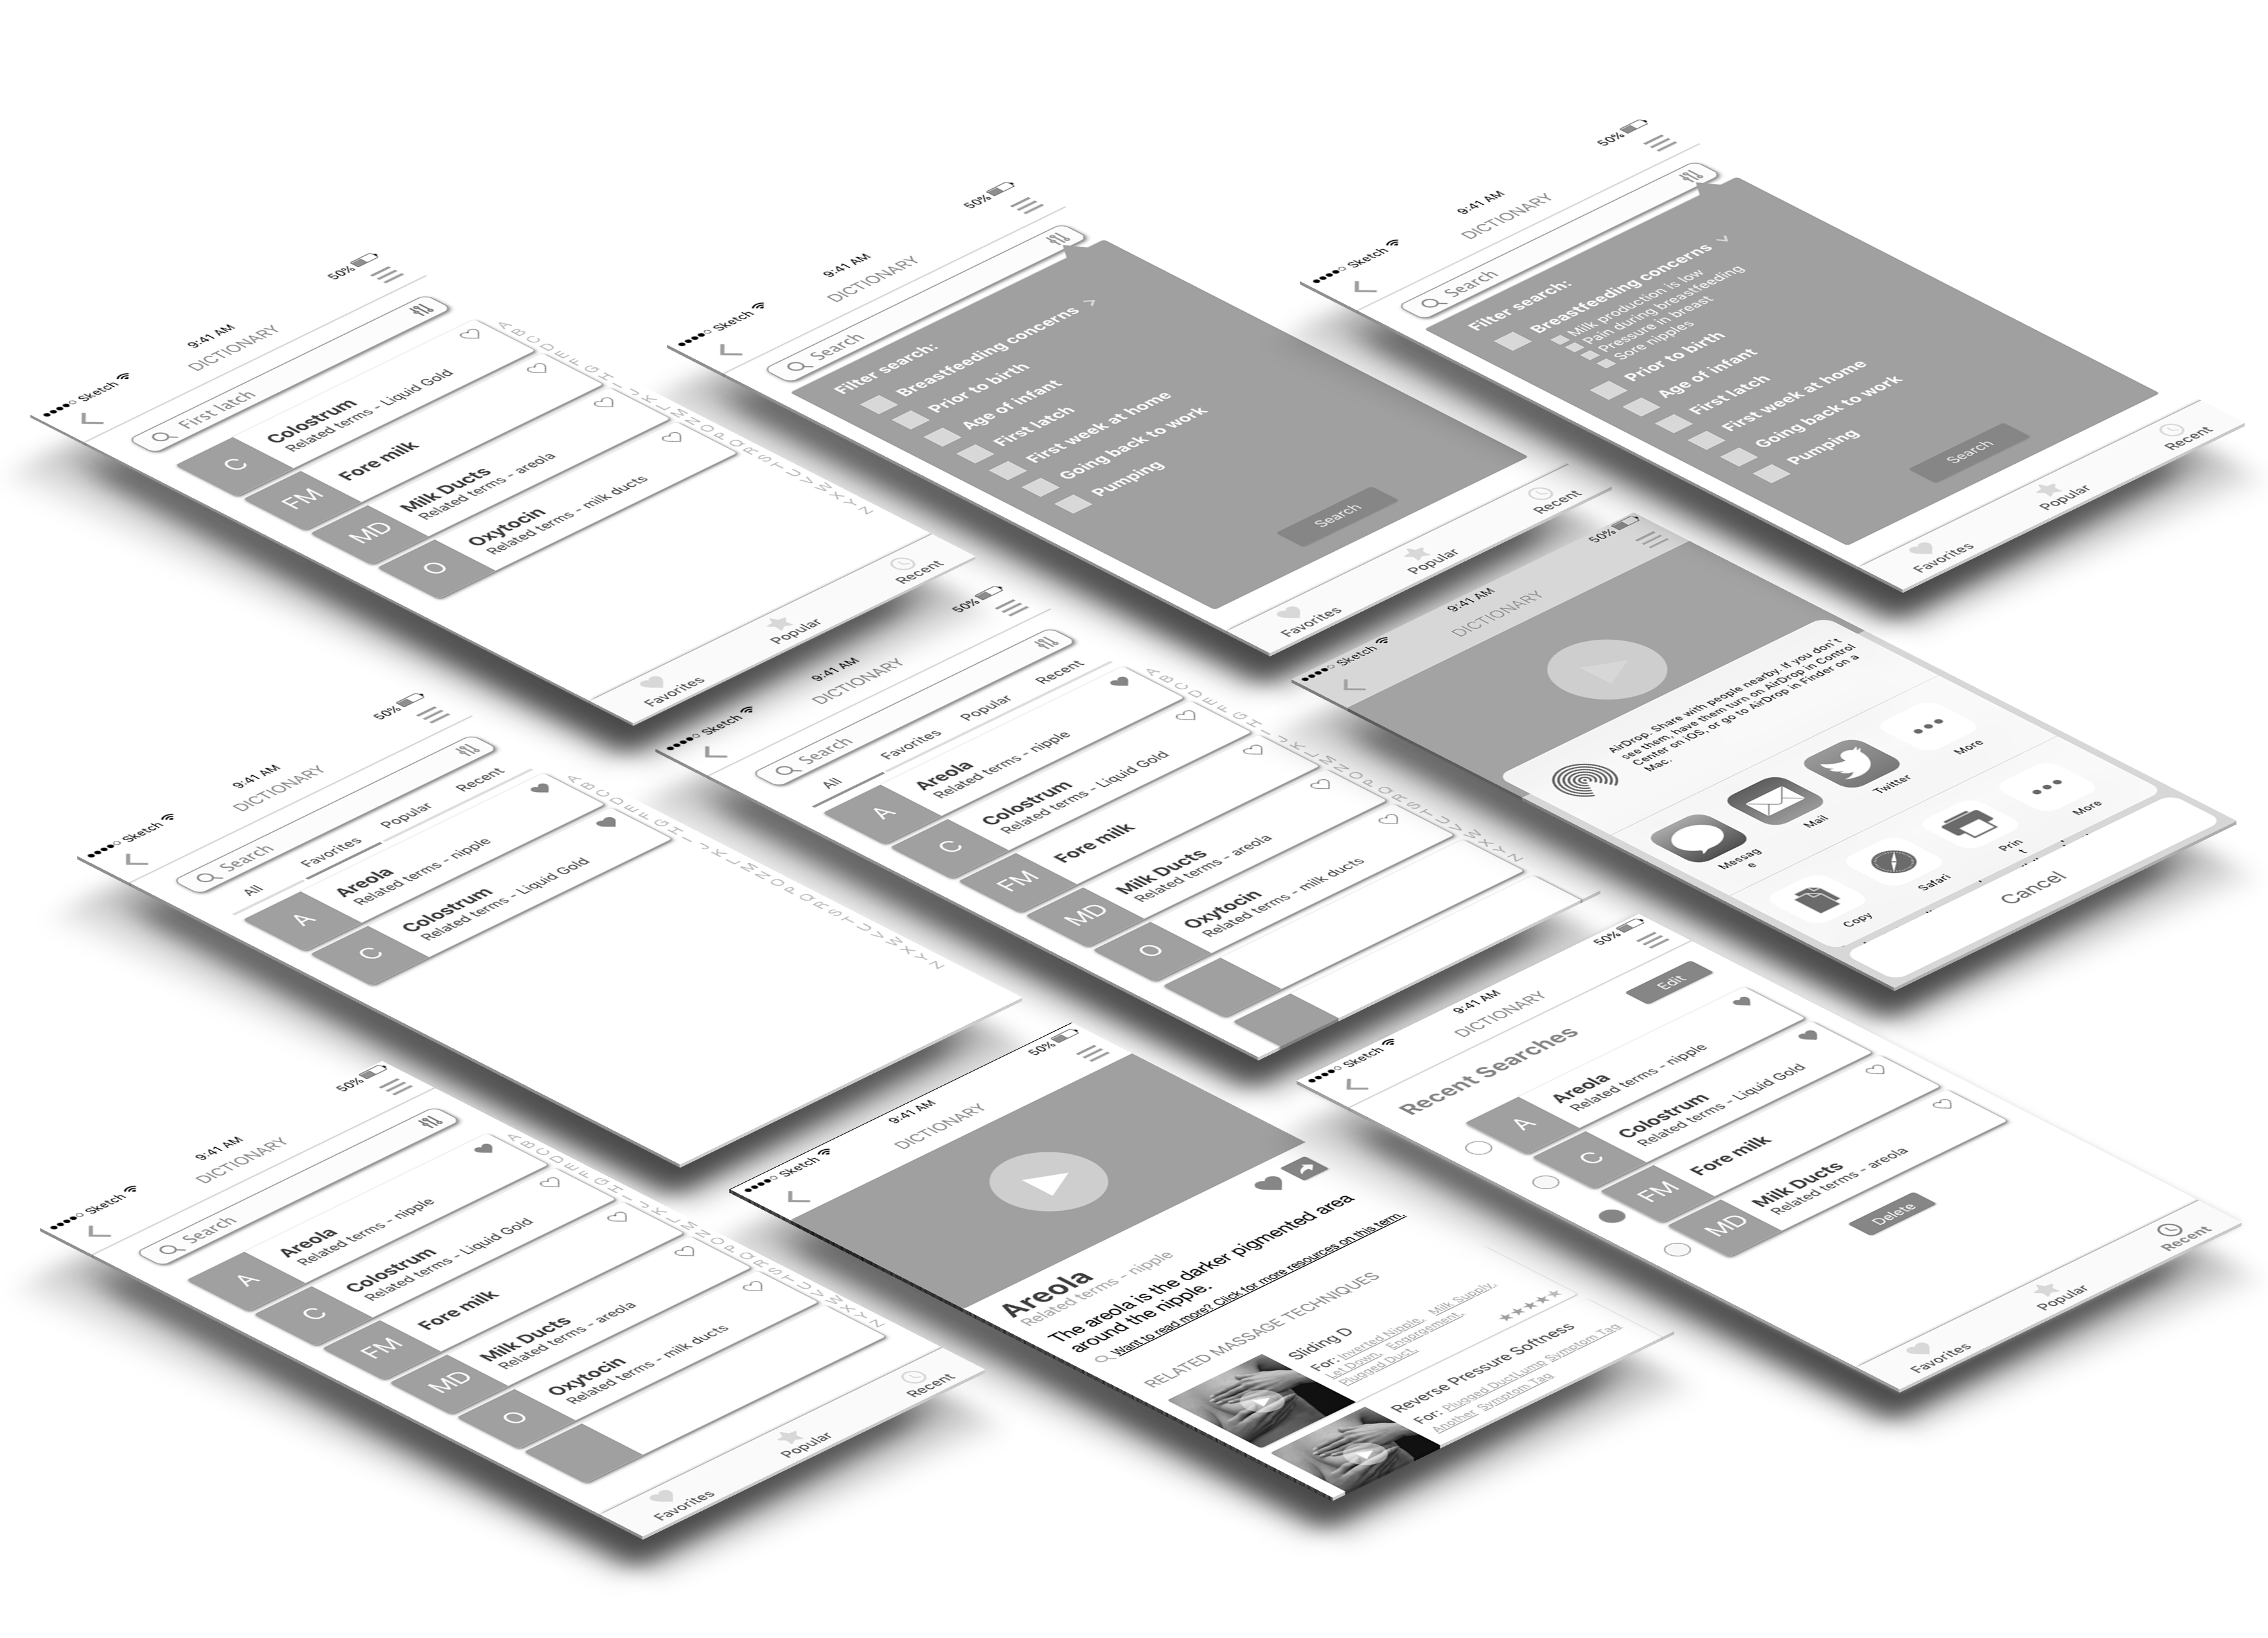 ●●●●○ Sketch 9:41 AM 50%
DICTIONARY
First latch
C
Colostrum
Related terms - Liquid Gold
FM
Fore milk
MD
Milk Ducts
Related terms - areola
O
Oxytocin
Related terms - milk ducts
A B C D E F G H I J K L M N O P Q R S T U V W X Y Z
Favorites Popular Recent
●●●●○ Sketch 9:41 AM 50%
DICTIONARY
Search
Filter search:
Breastfeeding concerns >
Prior to birth
Age of infant
First latch
First week at home
Going back to work
Pumping
Search
Favorites Popular Recent
●●●●○ Sketch 9:41 AM 50%
DICTIONARY
Search
Filter search:
Breastfeeding concerns
Milk production is low
Pain during breastfeeding
Pressure in breast
Sore nipples
Prior to birth
Age of infant
First latch
First week at home
Going back to work
Pumping
Search
Favorites Popular Recent
●●●●○ Sketch 9:41 AM 50%
DICTIONARY
Search
All Favorites Popular Recent
A
Areola
Related terms - nipple
C
Colostrum
Related terms - Liquid Gold
A B C D E F G H I J K L M N O P Q R S T U V W X Y Z
●●●●○ Sketch 9:41 AM 50%
DICTIONARY
Search
All Favorites Popular Recent
A
Areola
Related terms - nipple
C
Colostrum
Related terms - Liquid Gold
FM
Fore milk
MD
Milk Ducts
Related terms - areola
O
Oxytocin
Related terms - milk ducts
A B C D E F G H I J K L M N O P Q R S T U V W X Y Z
●●●●○ Sketch 9:41 AM 50%
DICTIONARY
AirDrop. Share with people nearby. If you don't
see them, have them turn on AirDrop in Control
Center on iOS, or go to AirDrop in Finder on a
Mac.
Messag
e
Mail
Twitter
More
Copy
Safari
Prin
t
More
Cancel
●●●●○ Sketch 9:41 AM 50%
DICTIONARY
Search
A
Areola
Related terms - nipple
C
Colostrum
Related terms - Liquid Gold
FM
Fore milk
MD
Milk Ducts
Related terms - areola
O
Oxytocin
Related terms - milk ducts
A B C D E F G H I J K L M N O P Q R S T U V W X Y Z
Favorites Popular Recent
●●●●○ Sketch 9:41 AM 50%
DICTIONARY
Areola
Related terms - nipple
The areola is the darker pigmented area
around the nipple.
Want to read more? Click for more resources on this term.
RELATED MASSAGE TECHNIQUES
Sliding D
For: Inverted Nipple, Milk Supply,
Let Down, Engorgement,
Plugged Duct,
★★★★★
Reverse Pressure Softness
For: Plugged Duct/Lump Symptom Tag
Another Symptom Tag
●●●●○ Sketch 9:41 AM 50%
DICTIONARY
Recent Searches
Edit
A
Areola
Related terms - nipple
C
Colostrum
Related terms - Liquid Gold
FM
Fore milk
MD
Milk Ducts
Related terms - areola
Delete
Favorites Popular Recent